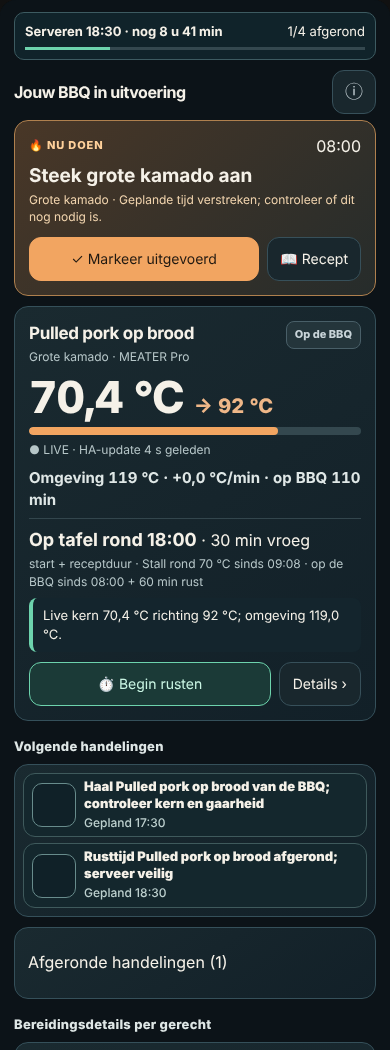 Serveren 18:30 · nog 8 u 41 min 1/4 afgerond
Jouw BBQ in uitvoering ⓘ
🔥 NU DOEN 08:00
Steek grote kamado aan
Grote kamado · Geplande tijd verstreken; controleer of dit
nog nodig is.
✓ Markeer uitgevoerd 📖 Recept
Pulled pork op brood Op de BBQ
Grote kamado · MEATER Pro
70,4 °C → 92 °C
● LIVE · HA-update 4 s geleden
Omgeving 119 °C · +0,0 °C/min · op BBQ 110
min
Op tafel rond 18:00 · 30 min vroeg
start + receptduur · Stall rond 70 °C sinds 09:08 · op de
BBQ sinds 08:00 + 60 min rust
Live kern 70,4 °C richting 92 °C; omgeving 119,0
°C.
⏱️ Begin rusten Details ›
Volgende handelingen
Haal Pulled pork op brood van de BBQ;
controleer kern en gaarheid
Gepland 17:30
Rusttijd Pulled pork op brood afgerond;
serveer veilig
Gepland 18:30
Afgeronde handelingen (1)
Bereidingsdetails per gerecht